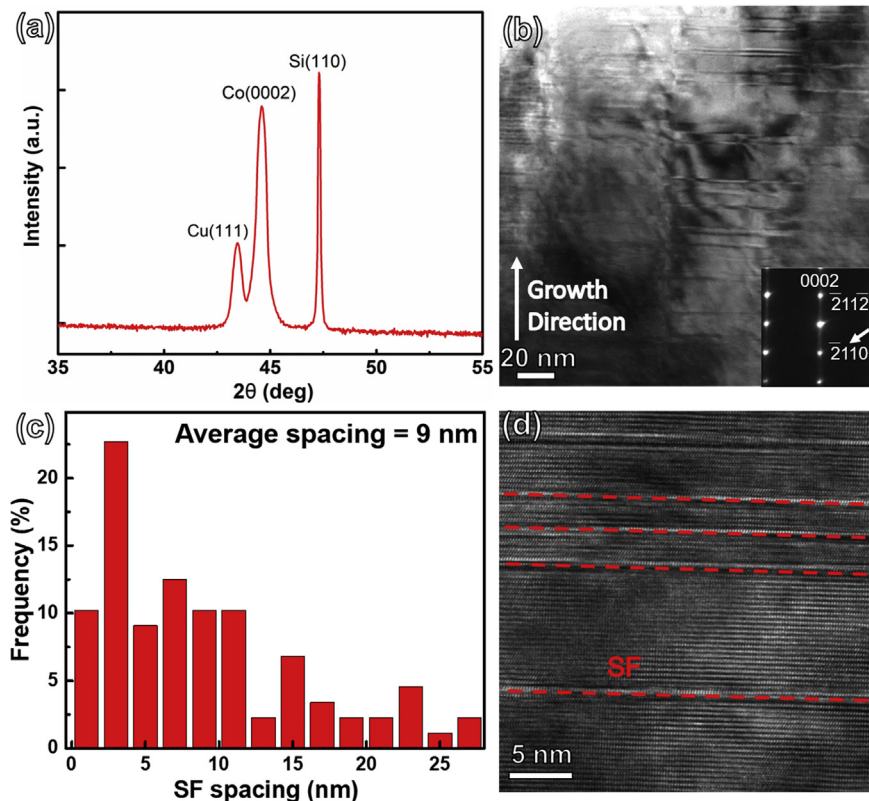 (a)
Si(110)
Co(0002)
Cu(111)
Intensity (a.u.)
35
40
45
50
55
2θ (deg)
(b)
Growth
Direction
20 nm
0002
2̅112̅
2̅110
(c)
Average spacing = 9 nm
Frequency (%)
20
15
10
5
0
0
5
10
15
20
25
SF spacing (nm)
(d)
SF
5 nm